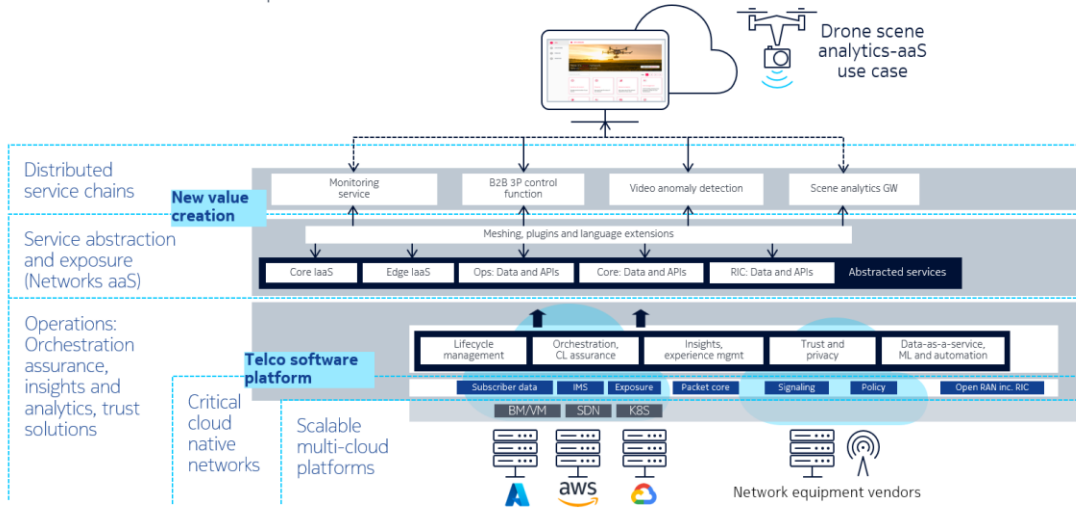 Drone scene
analytics-aaS
use case
Distributed
service chains
Monitoring
service
B2B 3P control
function
Video anomaly detection
Scene analytics GW
New value
creation
Service abstraction
and exposure
(Networks aaS)
Meshing, plugins and language extensions
Core IaaS
Edge IaaS
Ops: Data and APIs
Core: Data and APIs
RIC: Data and APIs
Abstracted services
Operations:
Orchestration
assurance,
insights and
analytics, trust
solutions
Lifecycle
management
Orchestration,
CL assurance
Insights,
experience mgmt
Trust and
privacy
Data-as-a-service,
ML and automation
Telco software
platform
Subscriber data
IMS
Exposure
Packet core
Signaling
Policy
Open RAN inc. RIC
Critical
cloud
native
networks
Scalable
multi-cloud
platforms
BM/VM
SDN
K8S
aws
Network equipment vendors